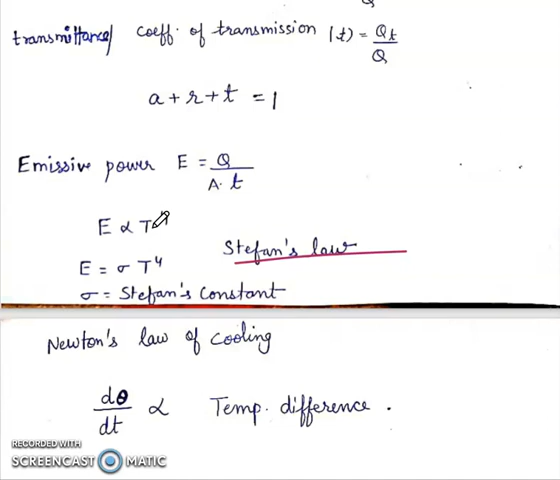 Q
transmittance/ coeff. of transmission (t) = Qt/Q
a + r + t = 1
Emissive power E = Q/A. t
E ∝ T
E = σ T⁴
Stefan's law
σ = Stefan's Constant
Newton's law of cooling
dθ/dt ∝ Temp. difference .
RECORDED WITH
SCREENCAST MATIC